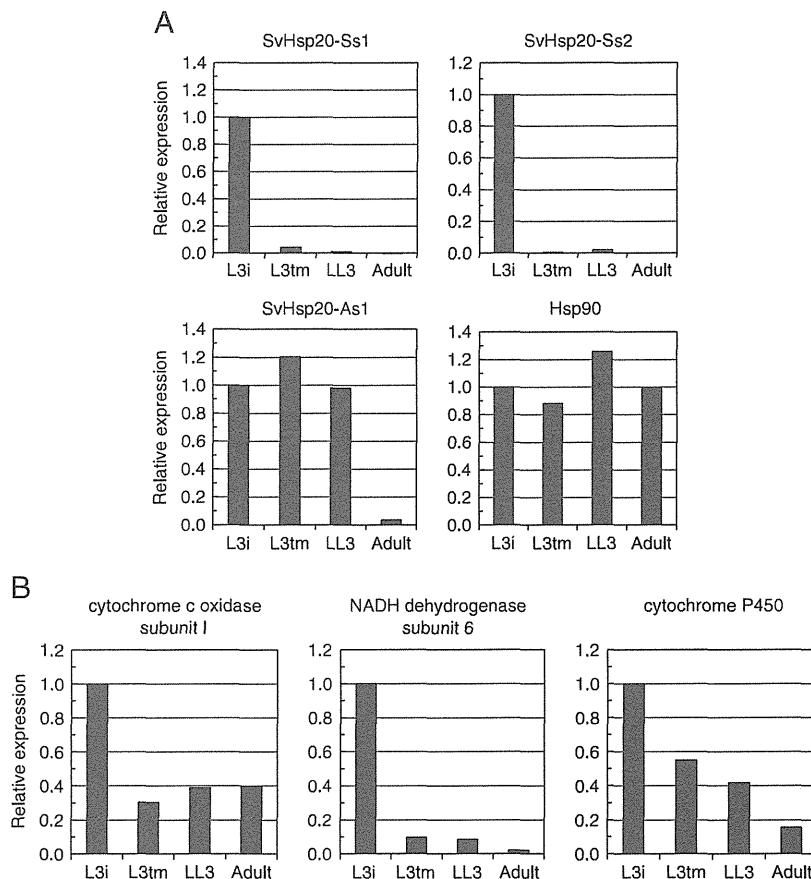 A
SvHsp20-Ss1
1.4
1.2
1.0
0.8
0.6
0.4
0.2
0.0
Relative expression
L3i L3tm LL3 Adult
SvHsp20-Ss2
1.2
1.0
0.8
0.6
0.4
0.2
0.0
L3i L3tm LL3 Adult
SvHsp20-As1
1.4
1.2
1.0
0.8
0.6
0.4
0.2
0.0
Relative expression
L3i L3tm LL3 Adult
Hsp90
1.4
1.2
1.0
0.8
0.6
0.4
0.2
0.0
L3i L3tm LL3 Adult
B
cytochrome c oxidase
subunit I
1.2
1.0
0.8
0.6
0.4
0.2
0.0
Relative expression
L3i L3tm LL3 Adult
NADH dehydrogenase
subunit 6
1.2
1.0
0.8
0.6
0.4
0.2
0.0
L3i L3tm LL3 Adult
cytochrome P450
1.2
1.0
0.8
0.6
0.4
0.2
0.0
L3i L3tm LL3 Adult